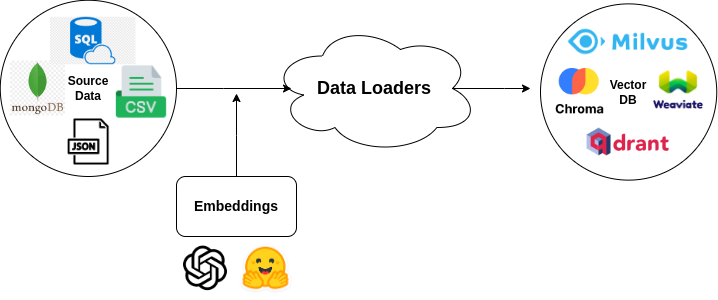 SQL
mongoDB
Source
Data
CSV
JSON
Data Loaders
Embeddings
Milvus
Chroma
Vector
DB
Weaviate
drant